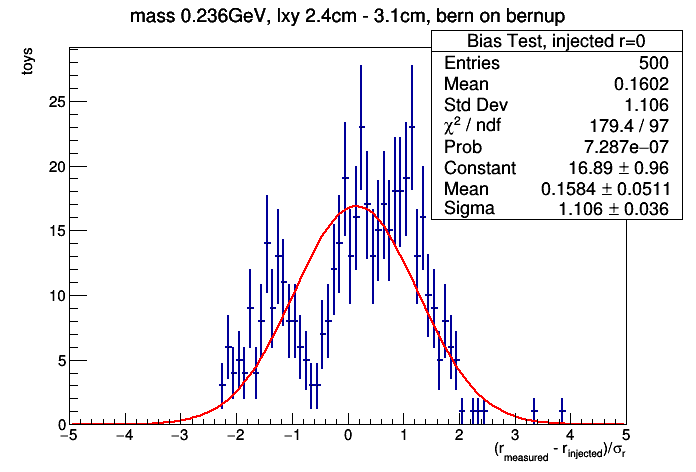 mass 0.236GeV, lxy 2.4cm - 3.1cm, bern on bernup
toys
Bias Test, injected r=0
Entries 500
Mean 0.1602
Std Dev 1.106
χ² / ndf 179.4 / 97
Prob 7.287e−07
Constant 16.89 ± 0.96
Mean 0.1584 ± 0.0511
Sigma 1.106 ± 0.036
25
20
15
10
5
0
−5 −4 −3 −2 −1 0 1 2 3 4 5
(r_measured - r_injected)/σ_r